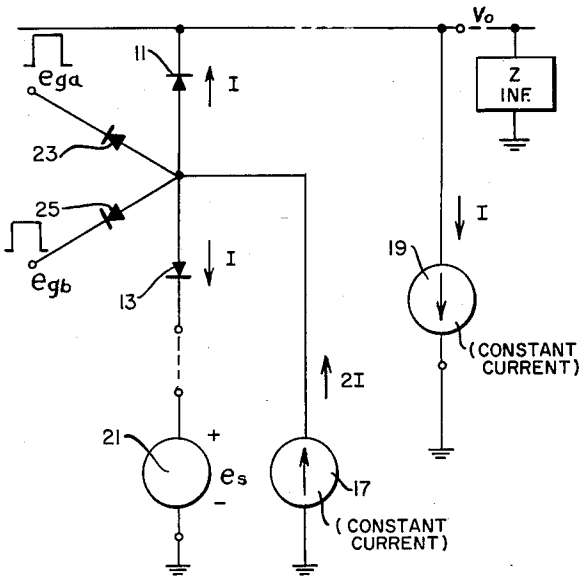 Vo
11
I
Z
INF.
ega
23
25
I
19
egb
I
13
(CONSTANT
CURRENT)
2I
21
+
es
-
17
(CONSTANT
CURRENT)